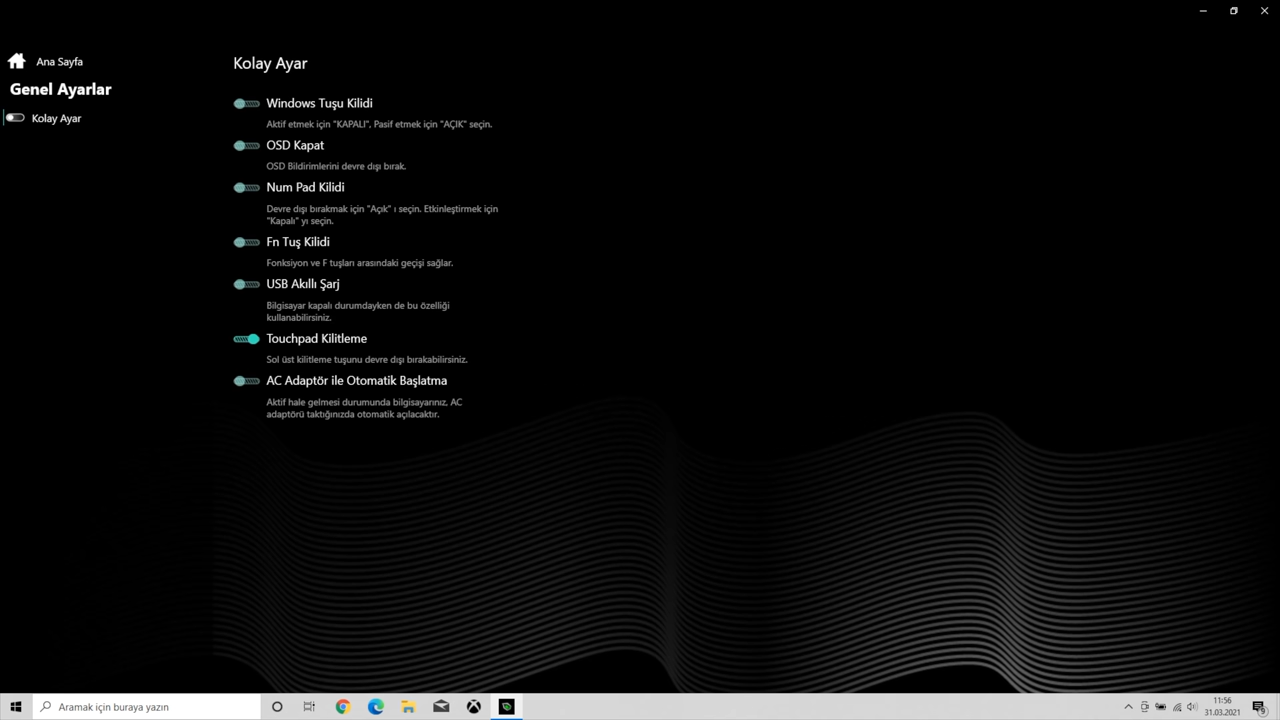 Ana Sayfa
Genel Ayarlar
Kolay Ayar
Kolay Ayar
Windows Tuşu Kilidi
Aktif etmek için "KAPALI", Pasif etmek için "AÇIK" seçin.
OSD Kapat
OSD Bildirimlerini devre dışı bırak.
Num Pad Kilidi
Devre dışı bırakmak için "Açık" ı seçin. Etkinleştirmek için
"Kapalı" yı seçin.
Fn Tuş Kilidi
Fonksiyon ve F tuşları arasındaki geçişi sağlar.
USB Akıllı Şarj
Bilgisayar kapalı durumdayken de bu özelliği
kullanabilirsiniz.
Touchpad Kilitleme
Sol üst kilitleme tuşunu devre dışı bırakabilirsiniz.
AC Adaptör ile Otomatik Başlatma
Aktif hale gelmesi durumunda bilgisayarınız, AC
adaptörü taktığınızda otomatik açılacaktır.
Aramak için buraya yazın
11:56
31.03.2021
9